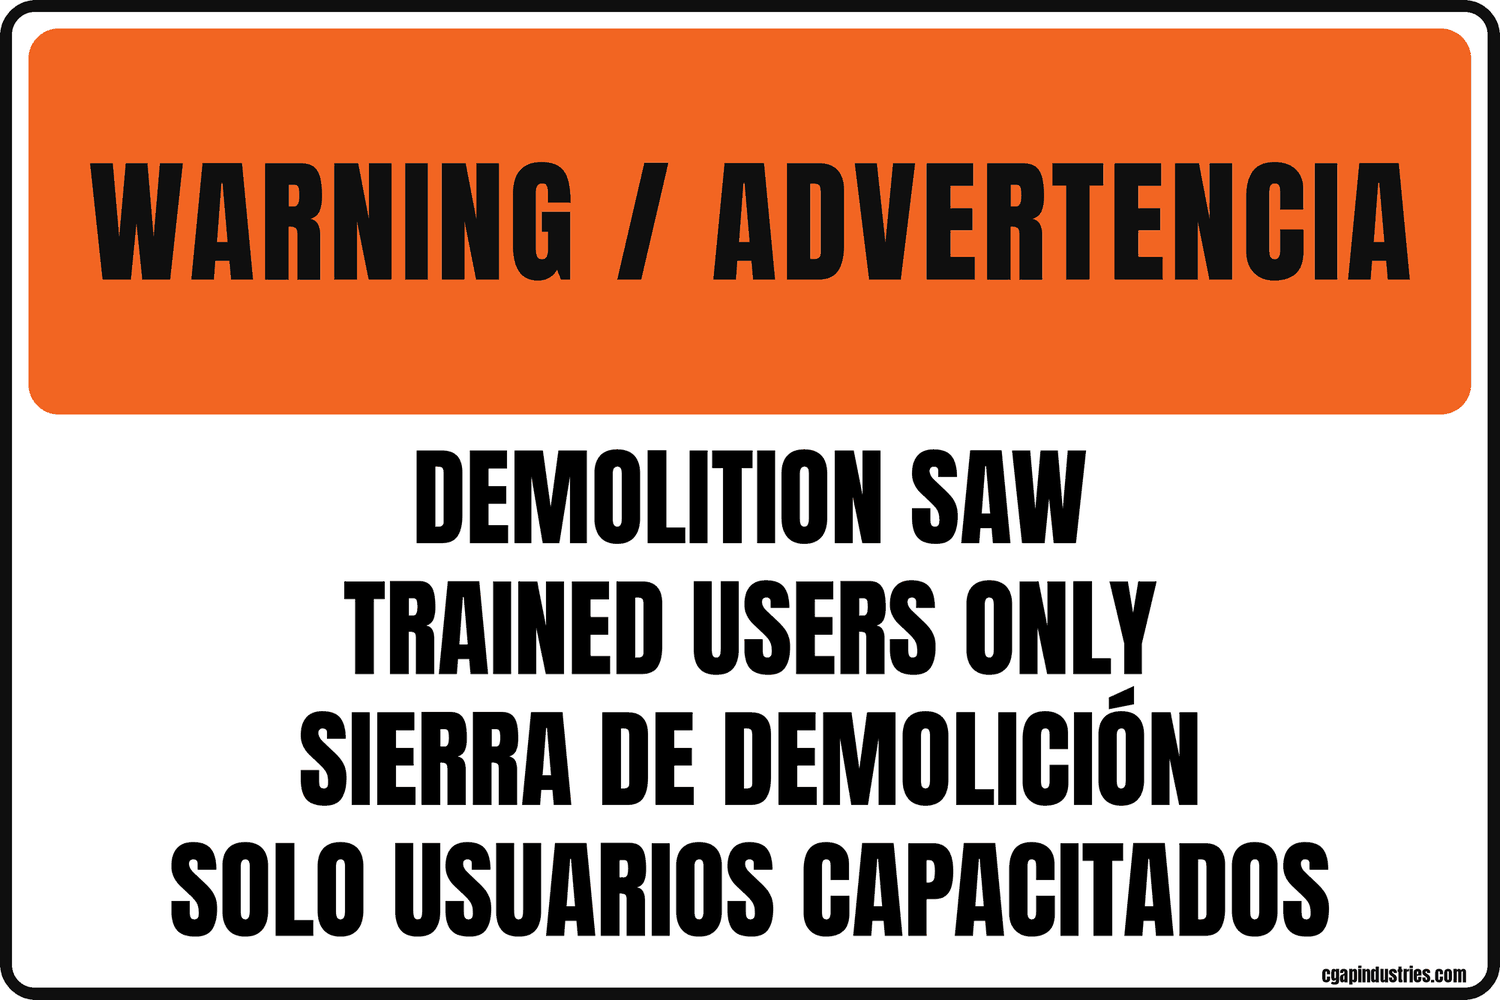 WARNING / ADVERTENCIA
DEMOLITION SAW
TRAINED USERS ONLY
SIERRA DE DEMOLICIÓN
SOLO USUARIOS CAPACITADOS
cgapindustries.com